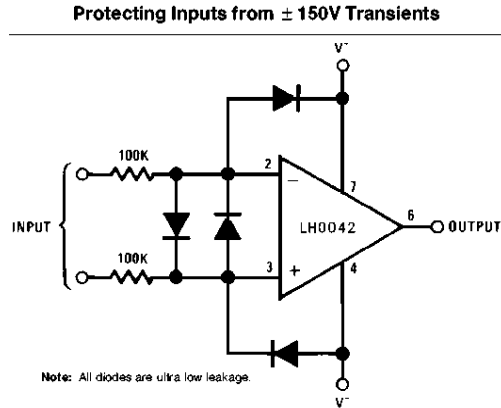 Protecting Inputs from ± 150V Transients
V⁻
100K
2
−
7
INPUT
LH0042
6
OUTPUT
100K
3
+
4
Note: All diodes are ultra low leakage.
V⁻